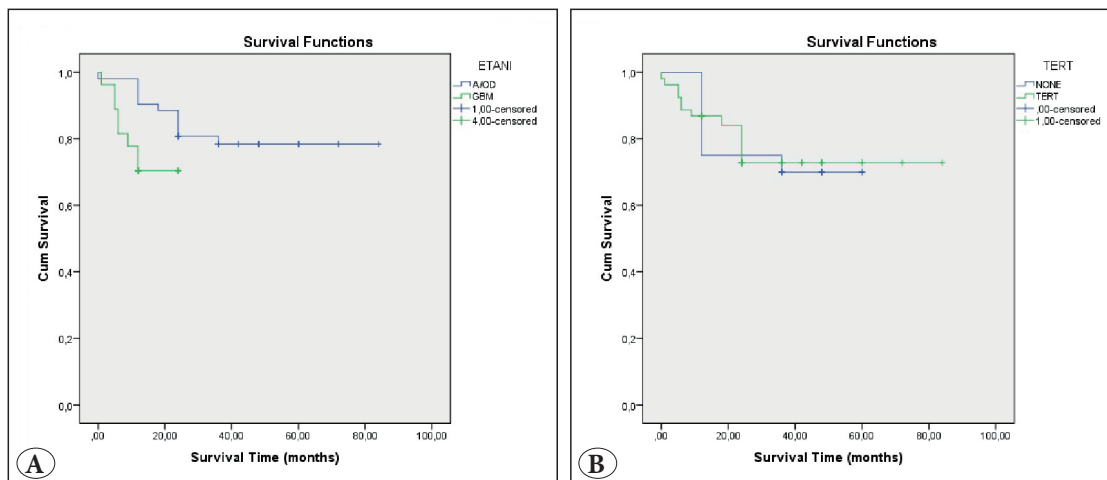 Survival Functions
ETANI
A/OD
GBM
1,00-censored
4,00-censored
1,0
0,8
0,6
0,4
0,2
0,0
Cum Survival
,00
20,00
40,00
60,00
80,00
100,00
Survival Time (months)
A
Survival Functions
TERT
NONE
TERT
,00-censored
1,00-censored
1,0
0,8
0,6
0,4
0,2
0,0
Cum Survival
,00
20,00
40,00
60,00
80,00
100,00
Survival Time (months)
B